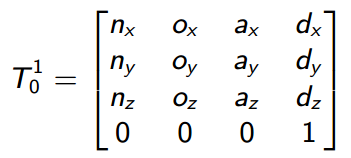 n_x o_x a_x d_x
n_y o_y a_y d_y
T_0^1 = n_z o_z a_z d_z
0 0 0 1